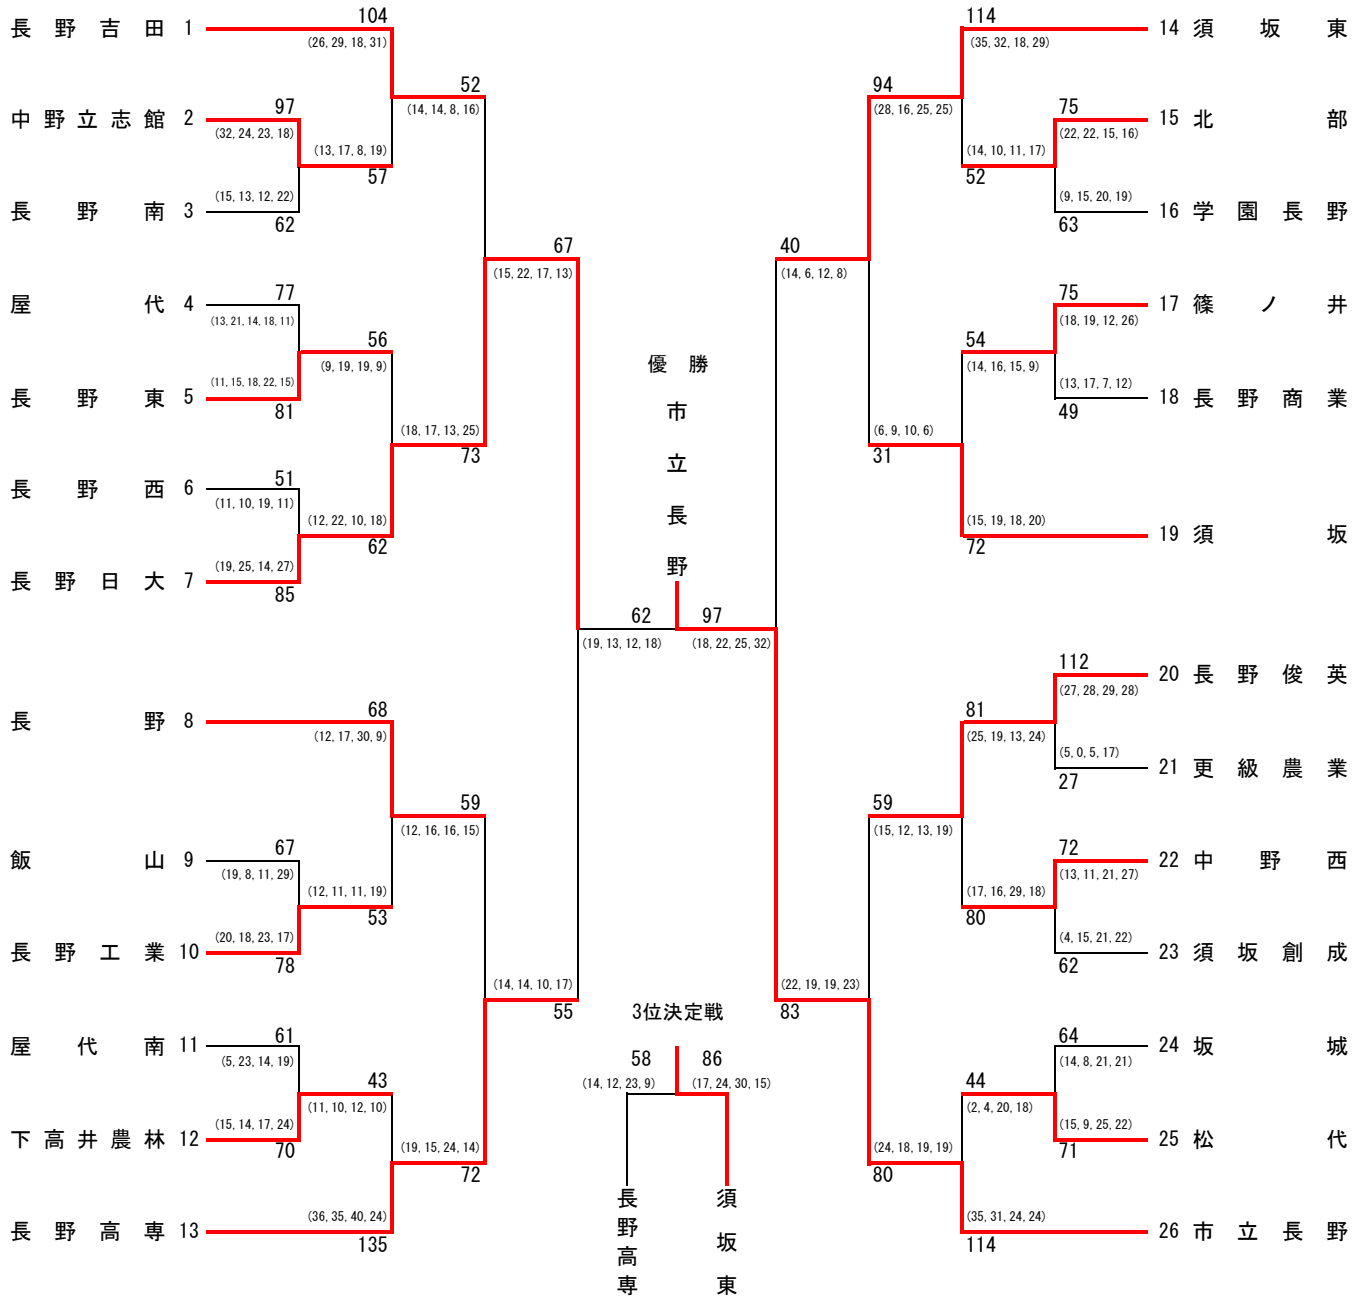 長野吉田 1
104
(26, 29, 18, 31)
中野立志館 2
97
(32, 24, 23, 18)
長野南 3
(15, 13, 12, 22)
62
(13, 17, 8, 19)
57
52
(14, 14, 8, 16)
屋代 4
77
(13, 21, 14, 18, 11)
長野東 5
(11, 15, 18, 22, 15)
81
56
(9, 19, 19, 9)
長野西 6
51
(11, 10, 19, 11)
長野日大 7
(19, 25, 14, 27)
85
(12, 22, 10, 18)
62
(18, 17, 13, 25)
73
67
(15, 22, 17, 13)
長野 8
68
(12, 17, 30, 9)
飯山 9
67
(19, 8, 11, 29)
長野工業 10
(20, 18, 23, 17)
78
(12, 11, 11, 19)
53
59
(12, 16, 16, 15)
屋代南 11
61
(5, 23, 14, 19)
下高井農林 12
(15, 14, 17, 24)
70
43
(11, 10, 12, 10)
長野高専 13
(36, 35, 40, 24)
135
(19, 15, 24, 14)
72
(14, 14, 10, 17)
55
優勝
市立長野
62
(19, 13, 12, 18)
97
(18, 22, 25, 32)
3位決定戦
58
(14, 12, 23, 9)
86
(17, 24, 30, 15)
長野高専
須坂東
114
(35, 32, 18, 29)
14 須坂東
75
(22, 22, 15, 16)
15 北部
(9, 15, 20, 19)
63
16 学園長野
(14, 10, 11, 17)
52
94
(28, 16, 25, 25)
75
(18, 19, 12, 26)
17 篠ノ井
(13, 17, 7, 12)
49
18 長野商業
54
(14, 16, 15, 9)
(15, 19, 18, 20)
72
19 須坂
(6, 9, 10, 6)
31
40
(14, 6, 12, 8)
112
(27, 28, 29, 28)
20 長野俊英
(5, 0, 5, 17)
27
21 更級農業
81
(25, 19, 13, 24)
72
(13, 11, 21, 27)
22 中野西
(4, 15, 21, 22)
62
23 須坂創成
(17, 16, 29, 18)
80
59
(15, 12, 13, 19)
64
(14, 8, 21, 21)
24 坂城
(15, 9, 25, 22)
71
25 松代
44
(2, 4, 20, 18)
(35, 31, 24, 24)
114
26 市立長野
(24, 18, 19, 19)
80
(22, 19, 19, 23)
83